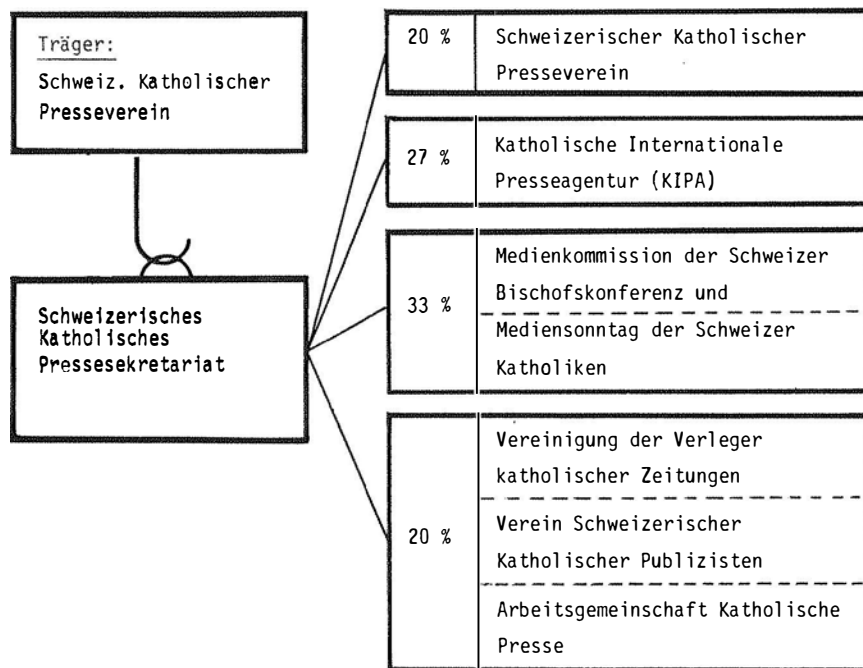 Träger:
Schweiz. Katholischer
Presseverein
Schweizerisches
Katholisches
Pressesekretariat
20 %
Schweizerischer Katholischer
Presseverein
27 %
Katholische Internationale
Presseagentur (KIPA)
33 %
Medienkommission der Schweizer
Bischofskonferenz und
Mediensonntag der Schweizer
Katholiken
20 %
Vereinigung der Verleger
katholischer Zeitungen
Verein Schweizerischer
Katholischer Publizisten
Arbeitsgemeinschaft Katholische
Presse